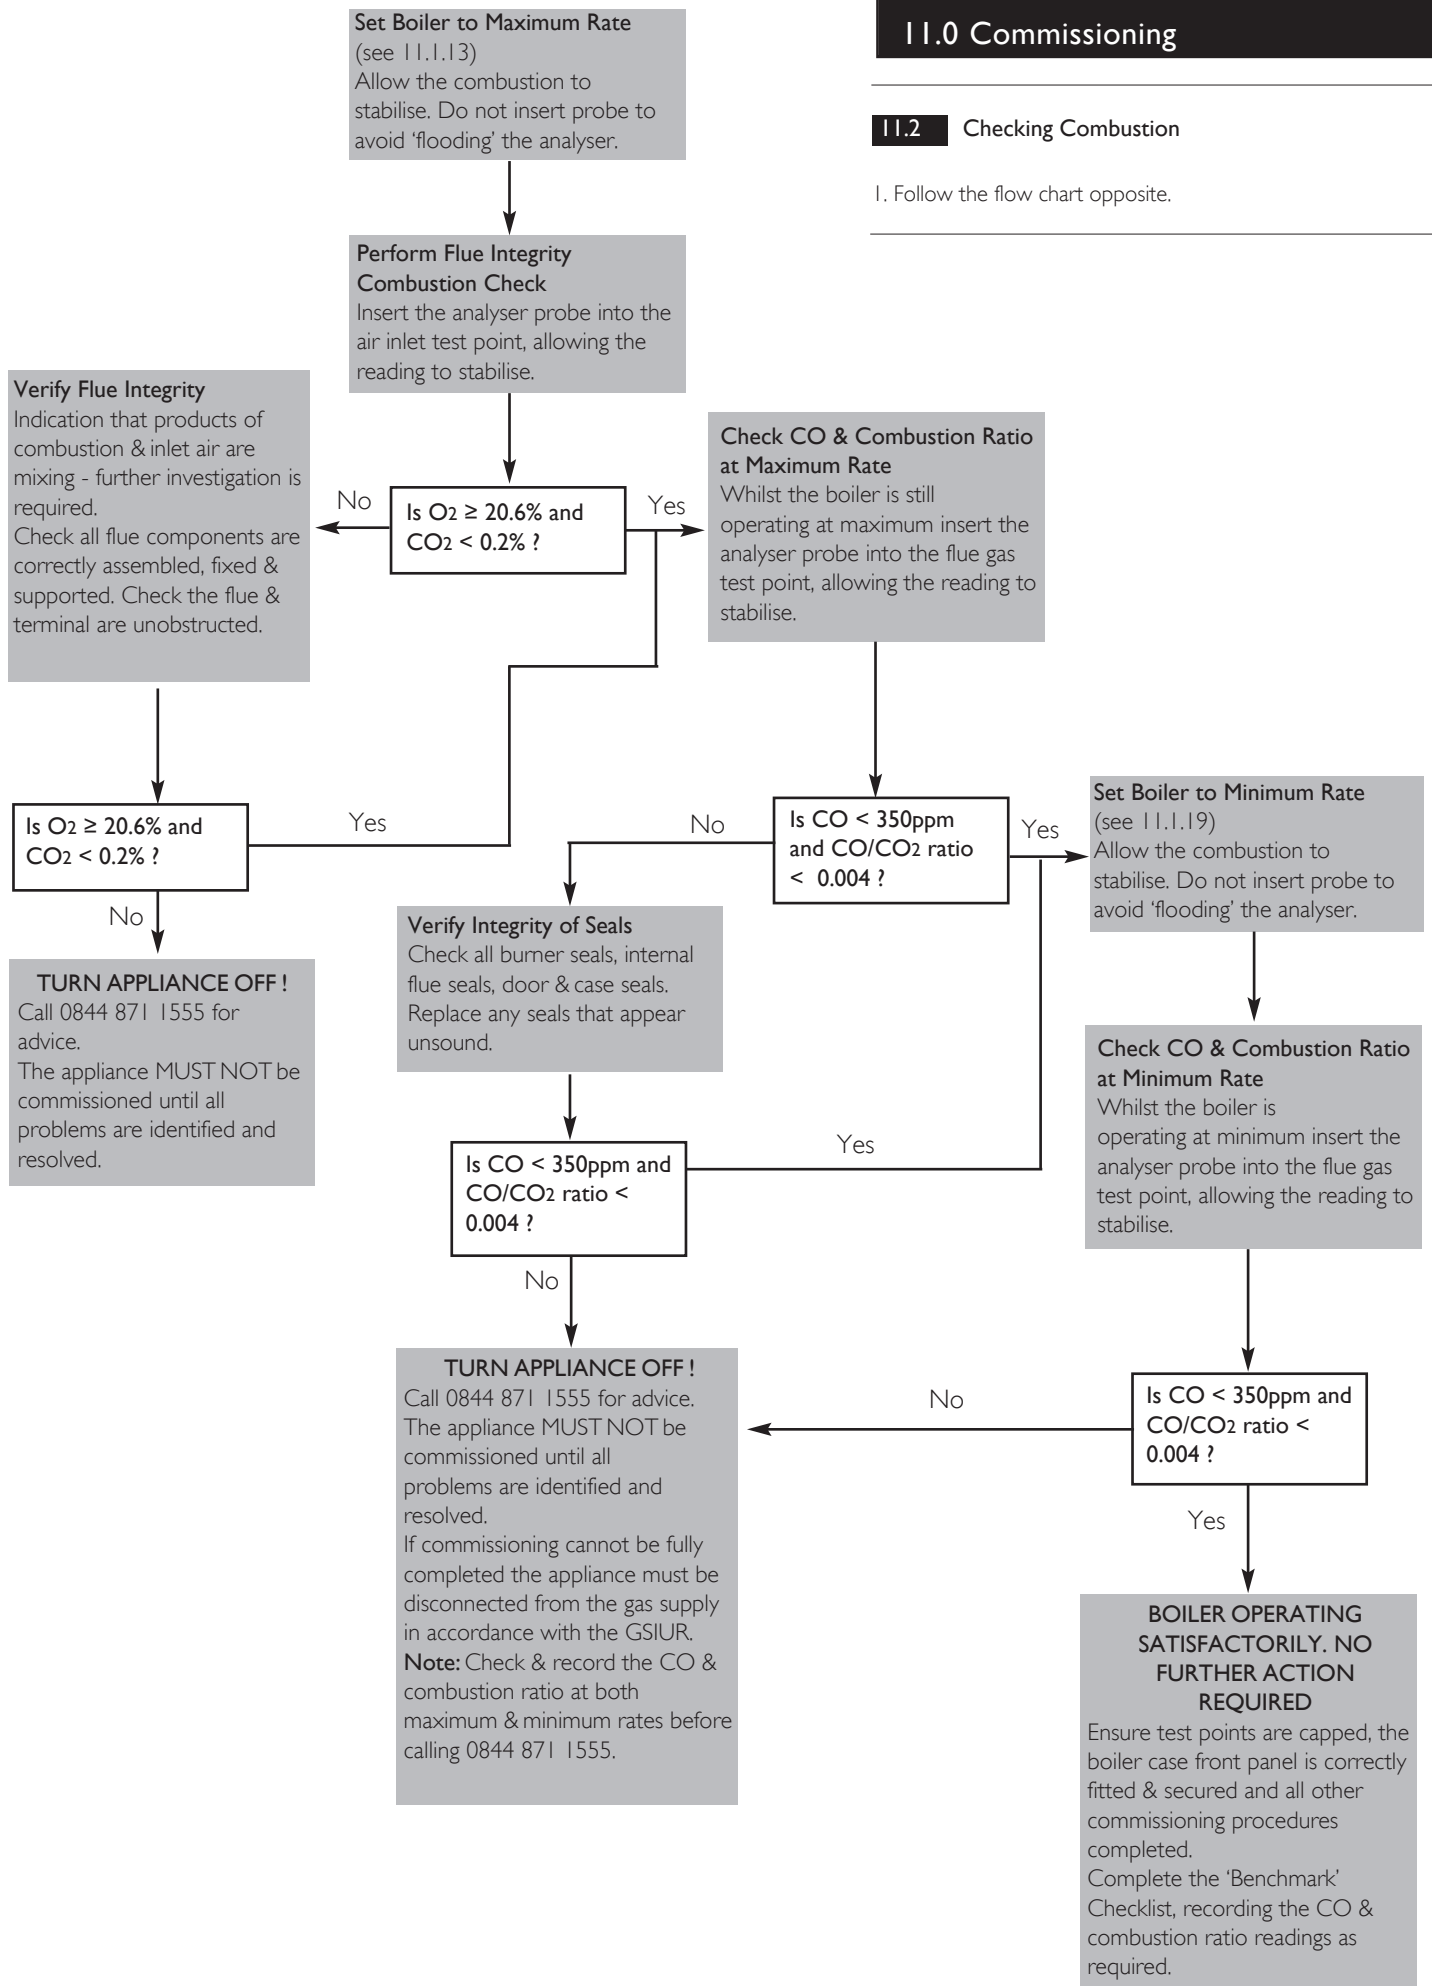 11.0 Commissioning
11.2 Checking Combustion
1. Follow the flow chart opposite.
Set Boiler to Maximum Rate
(see 11.1.13)
Allow the combustion to
stabilise. Do not insert probe to
avoid ‘flooding’ the analyser.
Perform Flue Integrity
Combustion Check
Insert the analyser probe into the
air inlet test point, allowing the
reading to stabilise.
Is O2 ≥ 20.6% and
CO2 < 0.2% ?
No
Yes
Verify Flue Integrity
Indication that products of
combustion & inlet air are
mixing - further investigation is
required.
Check all flue components are
correctly assembled, fixed &
supported. Check the flue &
terminal are unobstructed.
Is O2 ≥ 20.6% and
CO2 < 0.2% ?
Yes
No
TURN APPLIANCE OFF !
Call 0844 871 1555 for
advice.
The appliance MUST NOT be
commissioned until all
problems are identified and
resolved.
Check CO & Combustion Ratio
at Maximum Rate
Whilst the boiler is still
operating at maximum insert the
analyser probe into the flue gas
test point, allowing the reading to
stabilise.
Is CO < 350ppm
and CO/CO2 ratio
< 0.004 ?
No
Yes
Verify Integrity of Seals
Check all burner seals, internal
flue seals, door & case seals.
Replace any seals that appear
unsound.
Is CO < 350ppm and
CO/CO2 ratio <
0.004 ?
Yes
No
TURN APPLIANCE OFF !
Call 0844 871 1555 for advice.
The appliance MUST NOT be
commissioned until all
problems are identified and
resolved.
If commissioning cannot be fully
completed the appliance must be
disconnected from the gas supply
in accordance with the GSIUR.
Note: Check & record the CO &
combustion ratio at both
maximum & minimum rates before
calling 0844 871 1555.
Set Boiler to Minimum Rate
(see 11.1.19)
Allow the combustion to
stabilise. Do not insert probe to
avoid ‘flooding’ the analyser.
Check CO & Combustion Ratio
at Minimum Rate
Whilst the boiler is
operating at minimum insert the
analyser probe into the flue gas
test point, allowing the reading to
stabilise.
Is CO < 350ppm and
CO/CO2 ratio <
0.004 ?
No
Yes
BOILER OPERATING
SATISFACTORILY. NO
FURTHER ACTION
REQUIRED
Ensure test points are capped, the
boiler case front panel is correctly
fitted & secured and all other
commissioning procedures
completed.
Complete the ‘Benchmark’
Checklist, recording the CO &
combustion ratio readings as
required.